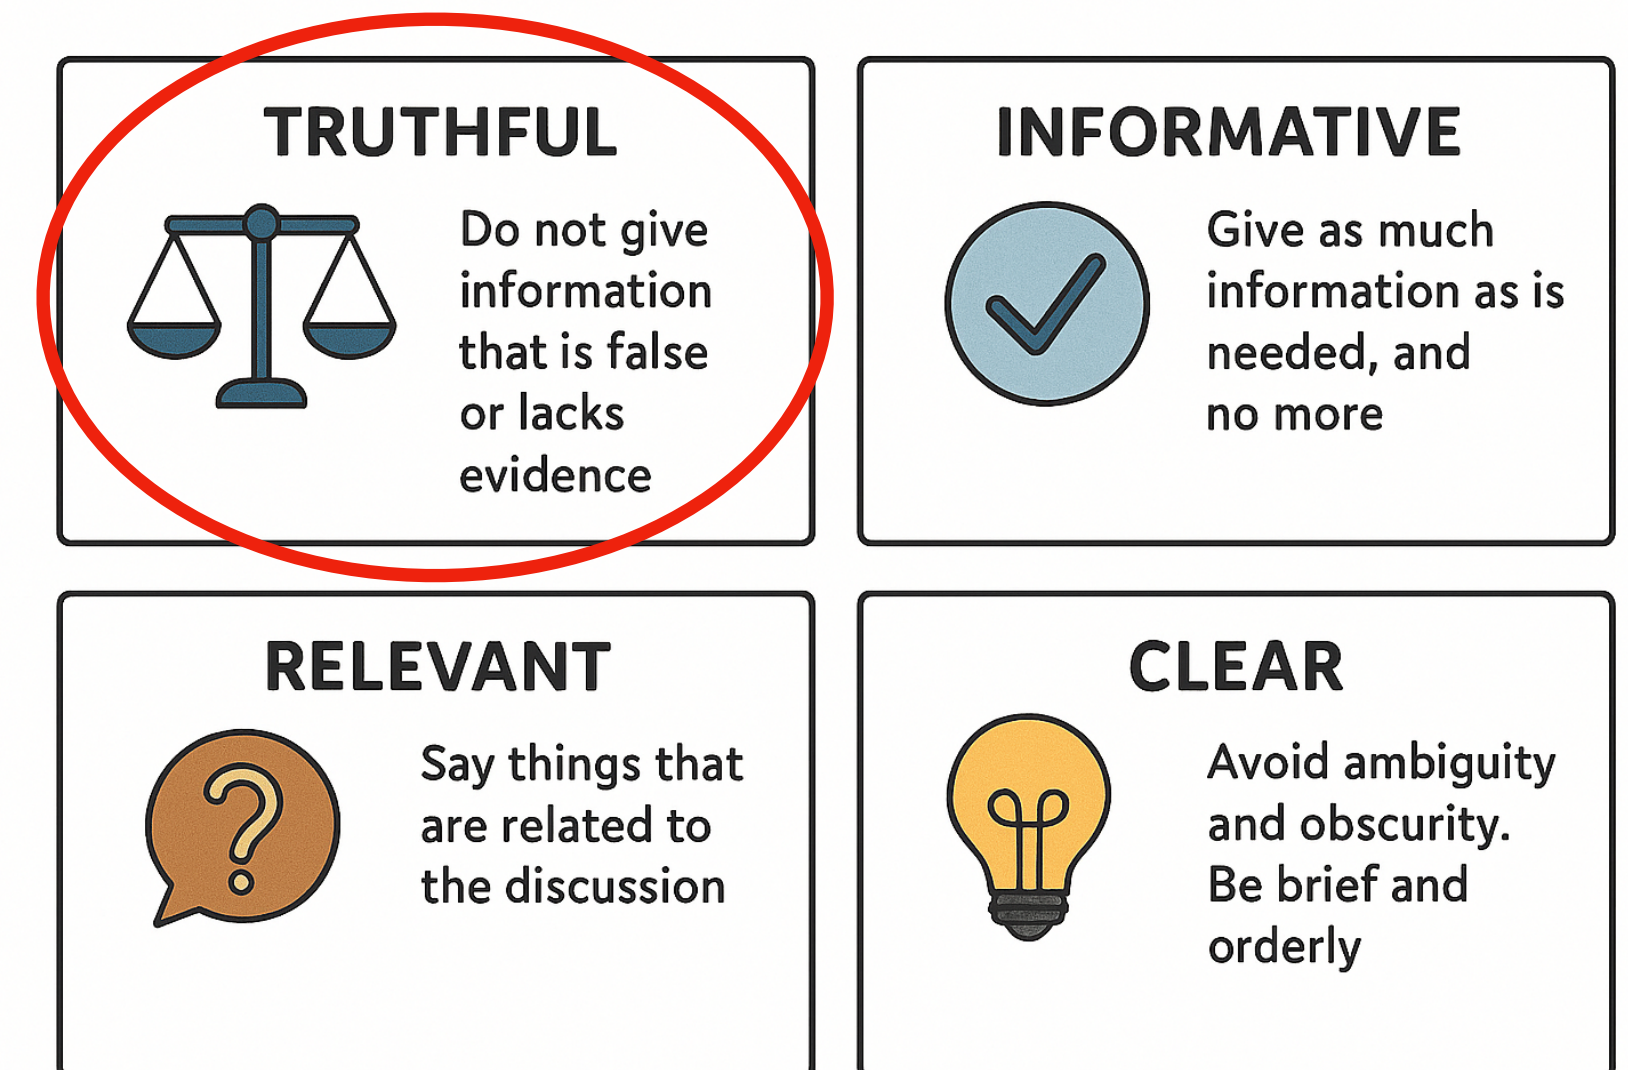 TRUTHFUL
Do not give
information
that is false
or lacks
evidence
INFORMATIVE
Give as much
information as is
needed, and
no more
RELEVANT
Say things that
are related to
the discussion
CLEAR
Avoid ambiguity
and obscurity.
Be brief and
orderly